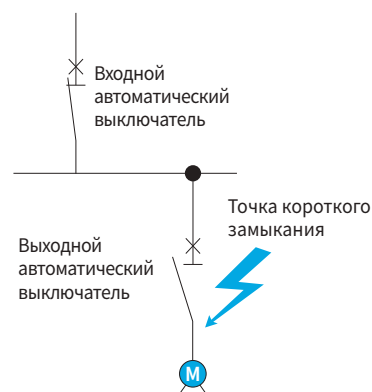 Входной
автоматический
выключатель
Точка короткого
замыкания
Выходной
автоматический
выключатель
M